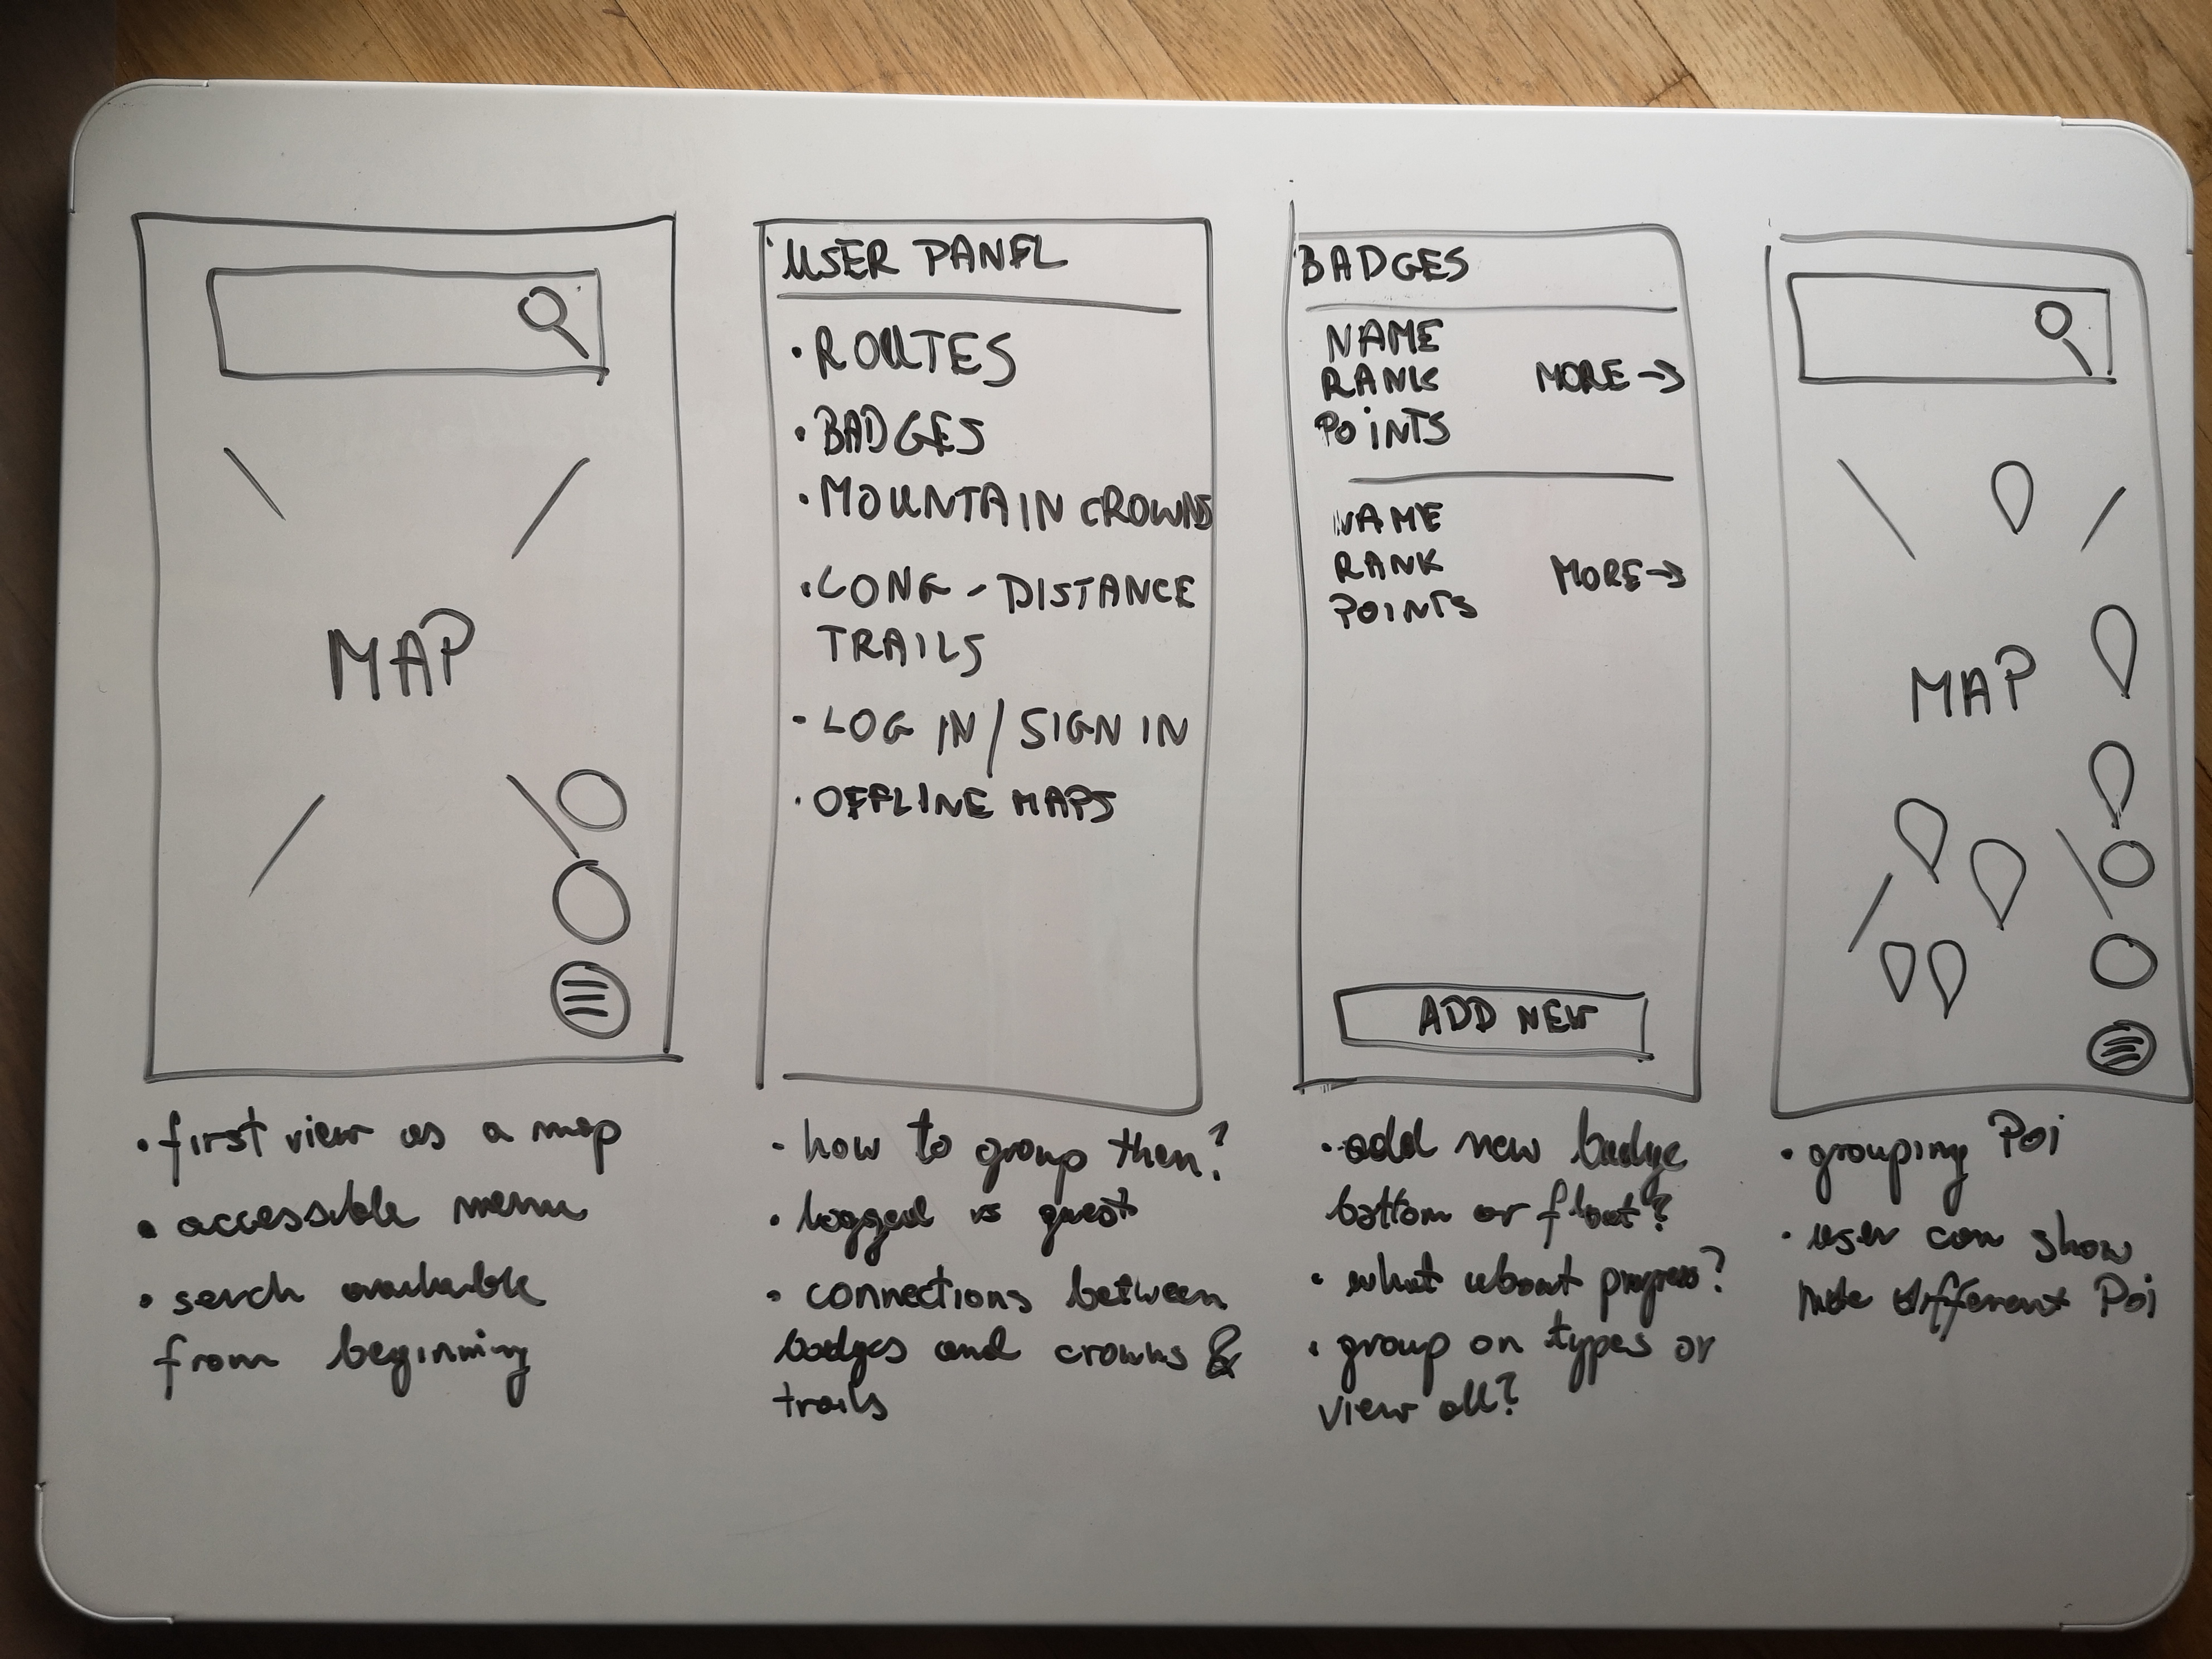 MAP
• first view as a map
• accessible menu
• serch available
from beginning
USER PANEL
• ROUTES
• BADGES
• MOUNTAIN CROWNS
• LONG - DISTANCE
TRAILS
• LOG IN / SIGN IN
• OFFLINE MAPS
• how to group them?
• logged vs guest
• connections between
badges and crowns &
trails
BADGES
NAME
RANK MORE →
POINTS
NAME
RANK MORE →
POINTS
ADD NEW
• add new badge
bottom or float?
• what about progress?
• group on types or
view all?
MAP
• grouping Poi
• user can show
hide different Poi